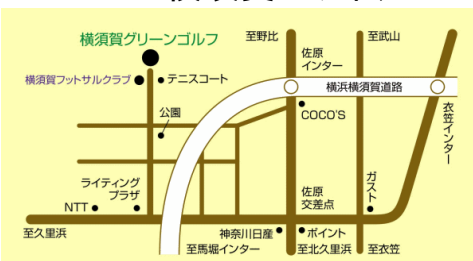 横須賀グリーンゴルフ
至野比
至武山
佐原
インター
横須賀フットサルクラブ
テニスコート
横浜横須賀道路
公園
COCO'S
衣笠インター
ライティング
プラザ
NTT
佐原
交差点
ガスト
至久里浜
神奈川日産
ポイント
至馬堀インター
至北久里浜
至衣笠